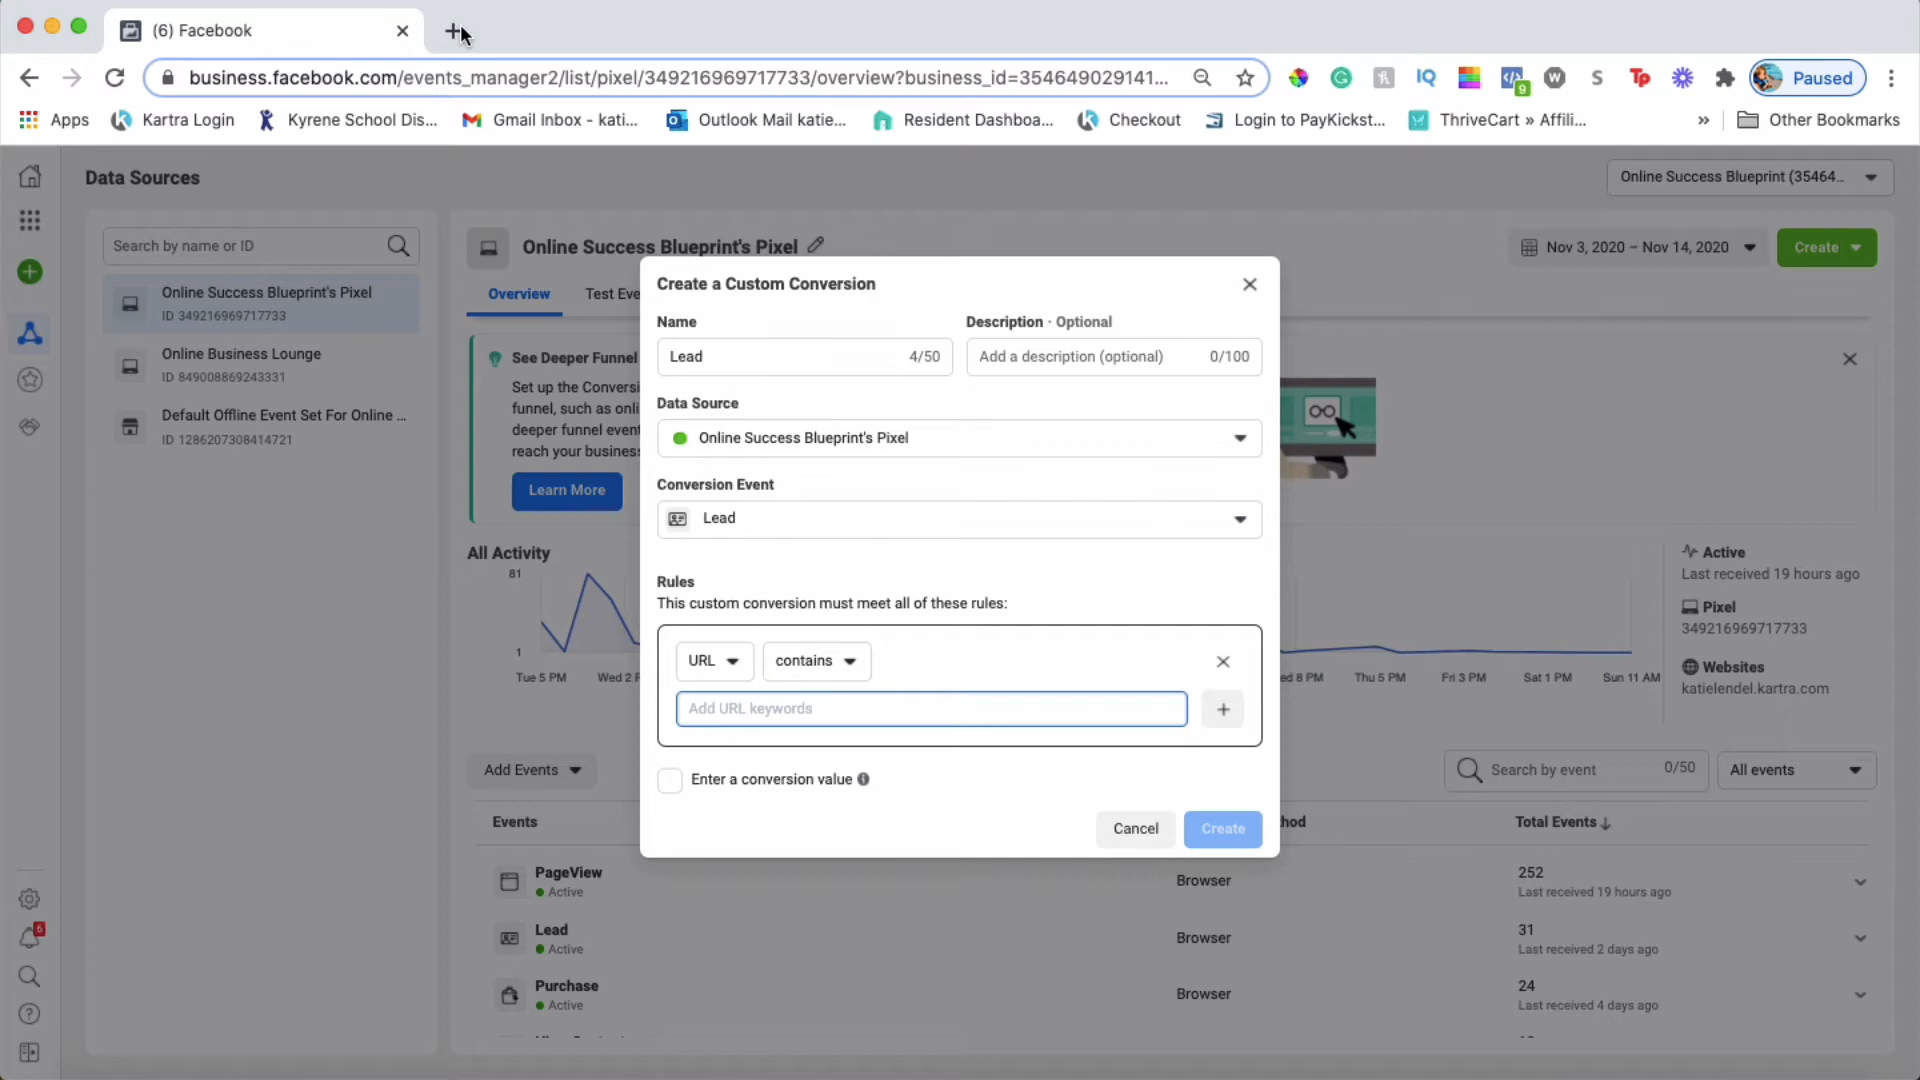 (6) Facebook
business.facebook.com/events_manager2/list/pixel/349216969717733/overview?business_id=354649029141...
IQ
9
W
S
Tp
Paused
Apps
Kartra Login
Kyrene School Dis...
Gmail Inbox - kati...
Outlook Mail katie...
Resident Dashboa...
Checkout
Login to PayKickst...
ThriveCart » Affili...
»
Other Bookmarks
Data Sources
Online Success Blueprint (35464...
Search by name or ID
Online Success Blueprint's Pixel
ID 349216969717733
Online Business Lounge
ID 849008869243331
Default Offline Event Set For Online ...
ID 1286207308414721
6
Online Success Blueprint's Pixel
Nov 3, 2020 – Nov 14, 2020
Create
Overview
Test Eve
See Deeper Funnel
Set up the Conversi
funnel, such as onli
deeper funnel event
reach your business
Learn More
All Activity
81
1
Tue 5 PM
Wed 2 P
ed 8 PM
Thu 5 PM
Fri 3 PM
Sat 1 PM
Sun 11 AM
Active
Last received 19 hours ago
Pixel
349216969717733
Websites
katielendel.kartra.com
Create a Custom Conversion
Name
Description · Optional
Lead
4/50
Add a description (optional)
0/100
Data Source
Online Success Blueprint's Pixel
Conversion Event
Lead
Rules
This custom conversion must meet all of these rules:
URL
contains
Add URL keywords
Enter a conversion value
Cancel
Create
Add Events
Search by event
0/50
All events
Events
hod
Total Events
PageView
Active
Browser
252
Last received 19 hours ago
Lead
Active
Browser
31
Last received 2 days ago
Purchase
Active
Browser
24
Last received 4 days ago